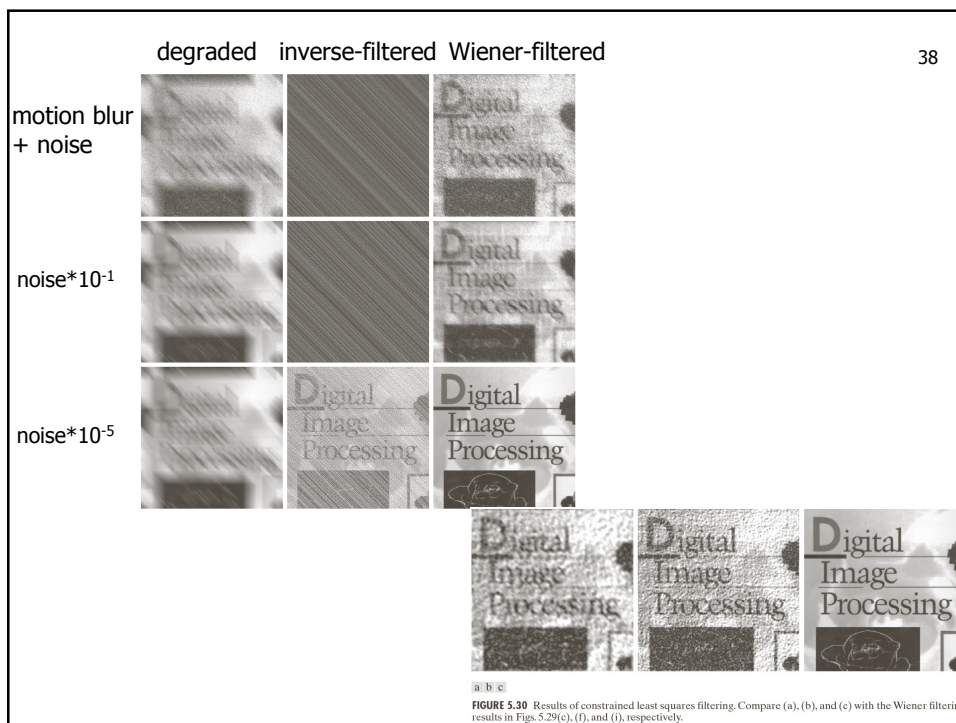 degraded inverse-filtered Wiener-filtered
38
motion blur
+ noise
Digital
Image
Processing
noise*10-1
Digital
Image
Processing
noise*10-5
Digital
Image
Processing
Digital
Image
Processing
Digital
Image
Processing
Digital
Image
Processing
Digital
Image
Processing
a b c
FIGURE 5.30 Results of constrained least squares filtering. Compare (a), (b), and (c) with the Wiener filterin
results in Figs. 5.29(c), (f), and (i), respectively.